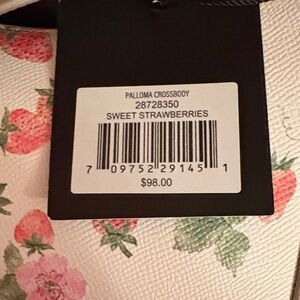 PALLOMA CROSSBODY
28728350
SWEET STRAWBERRIES
7 09752 29145 1
$98.00